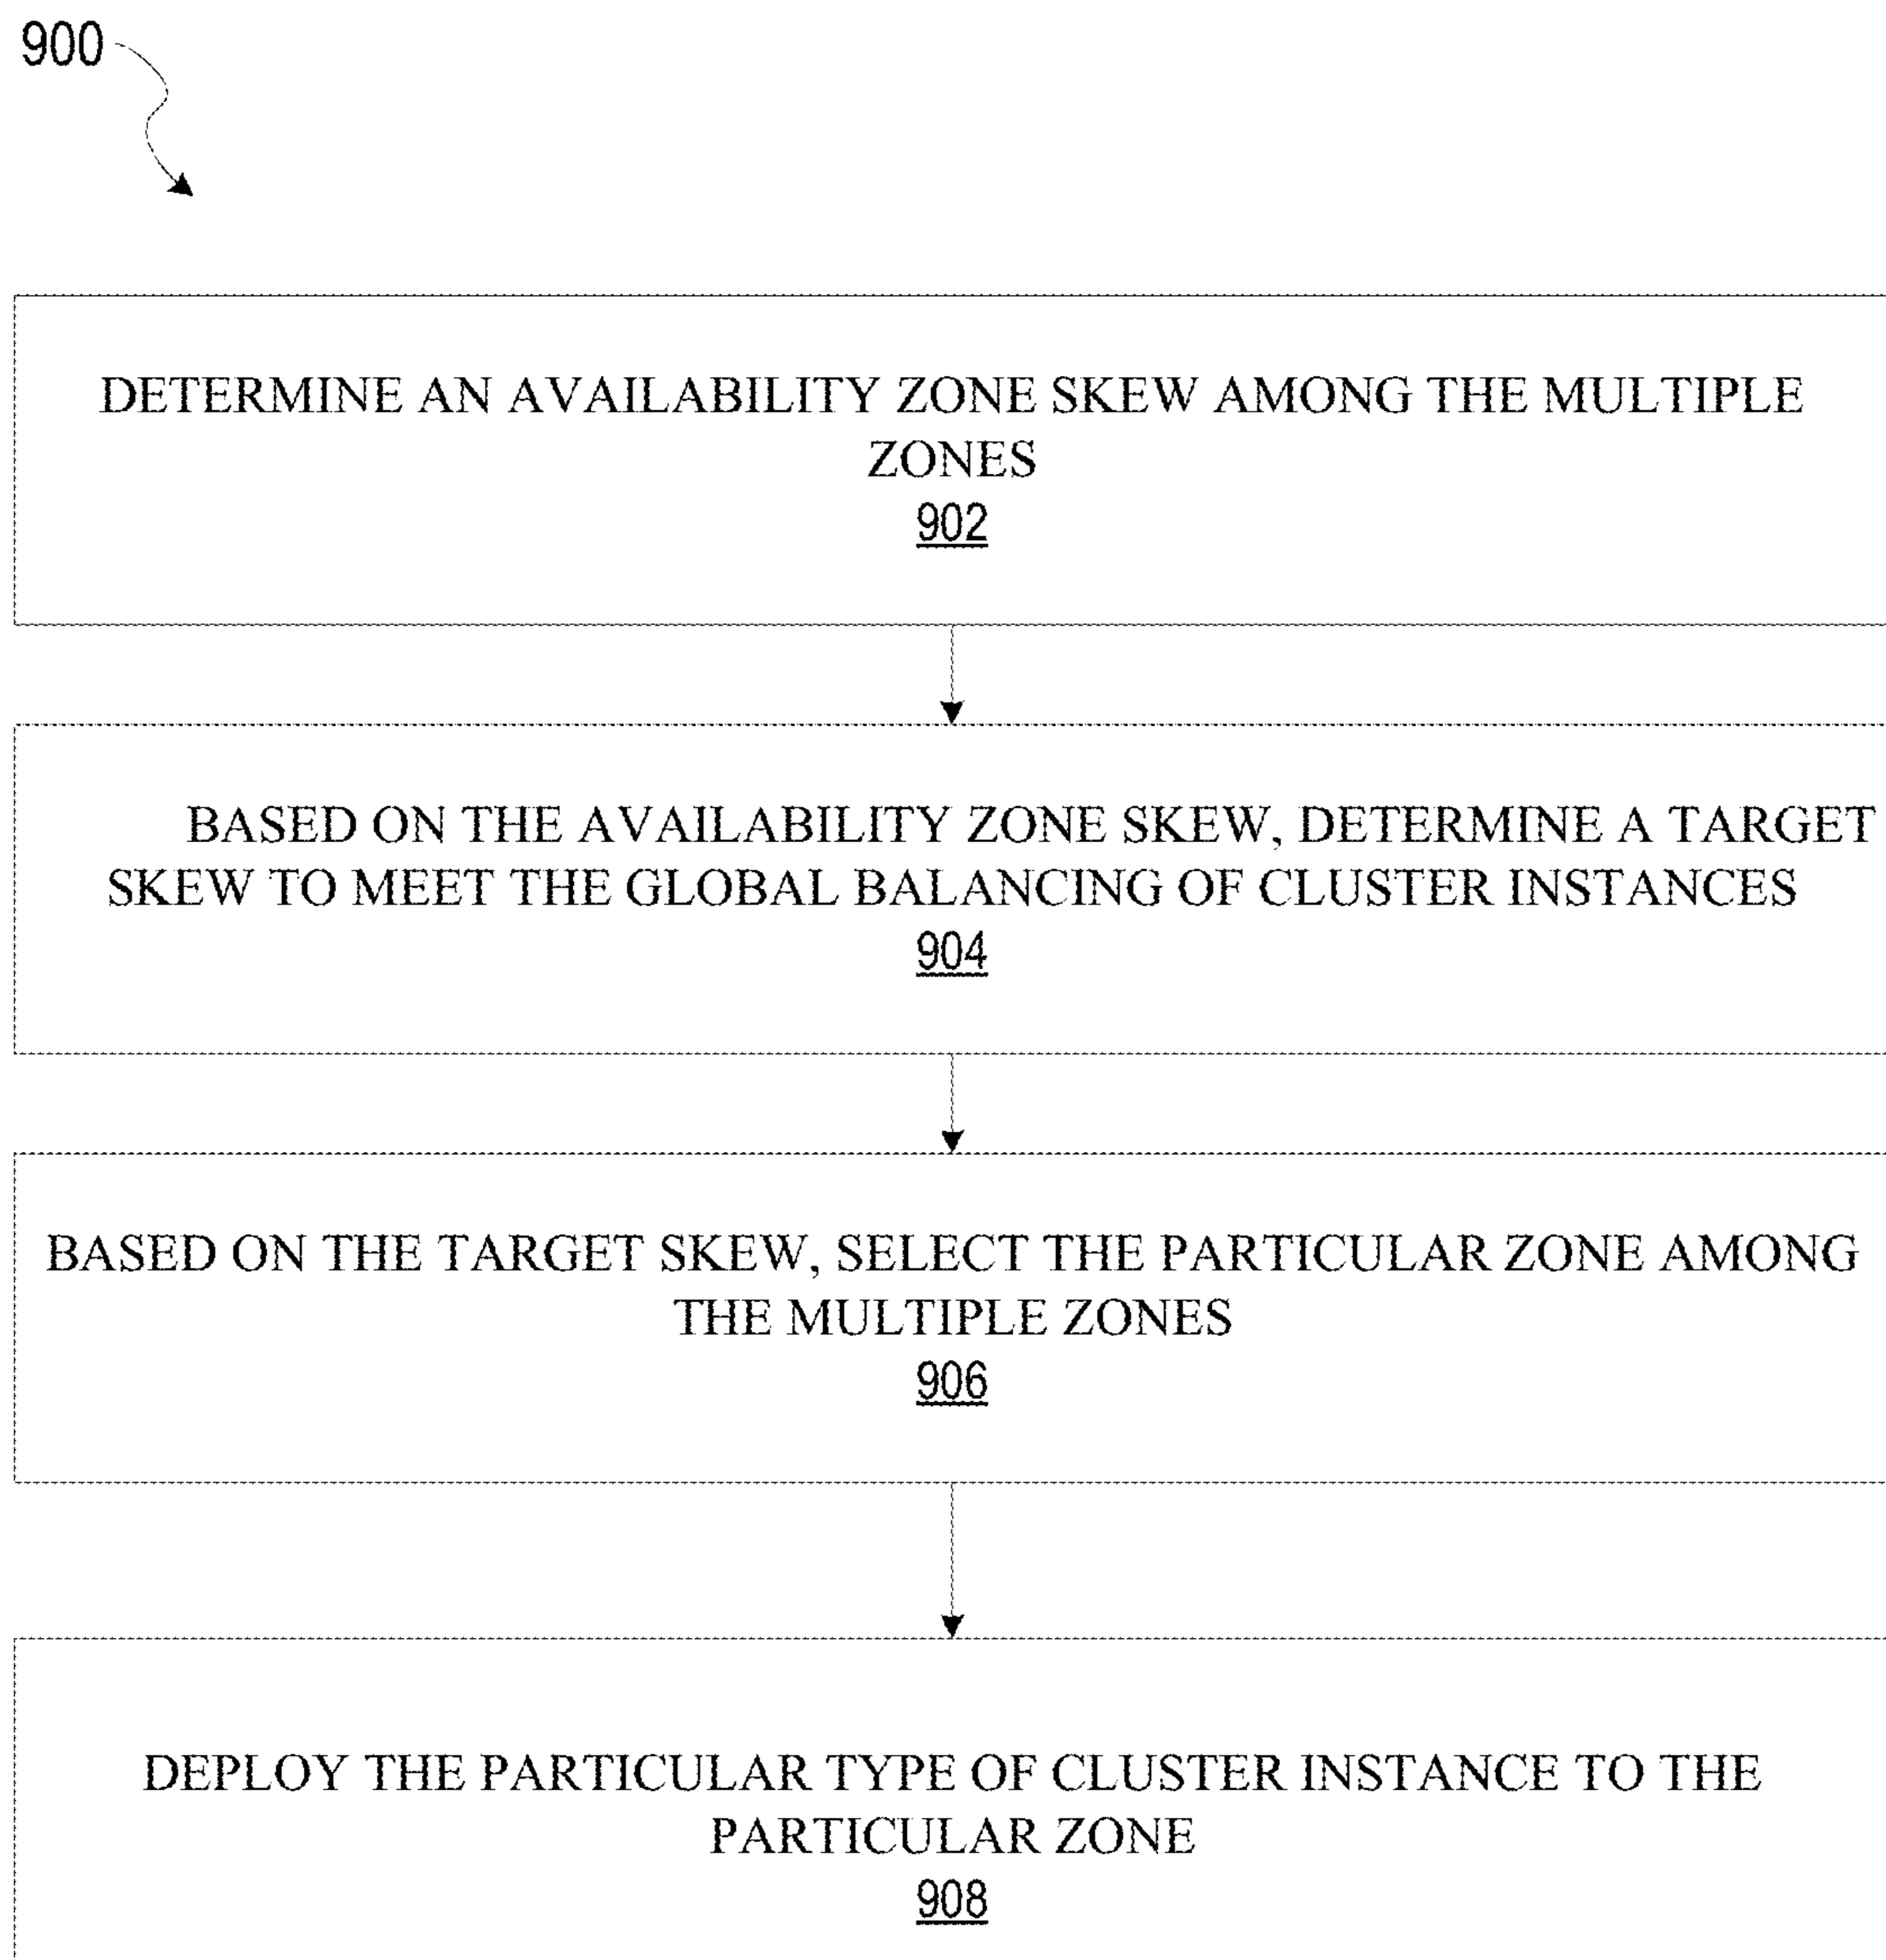 900
DETERMINE AN AVAILABILITY ZONE SKEW AMONG THE MULTIPLE
ZONES
902
BASED ON THE AVAILABILITY ZONE SKEW, DETERMINE A TARGET
SKEW TO MEET THE GLOBAL BALANCING OF CLUSTER INSTANCES
904
BASED ON THE TARGET SKEW, SELECT THE PARTICULAR ZONE AMONG
THE MULTIPLE ZONES
906
DEPLOY THE PARTICULAR TYPE OF CLUSTER INSTANCE TO THE
PARTICULAR ZONE
908